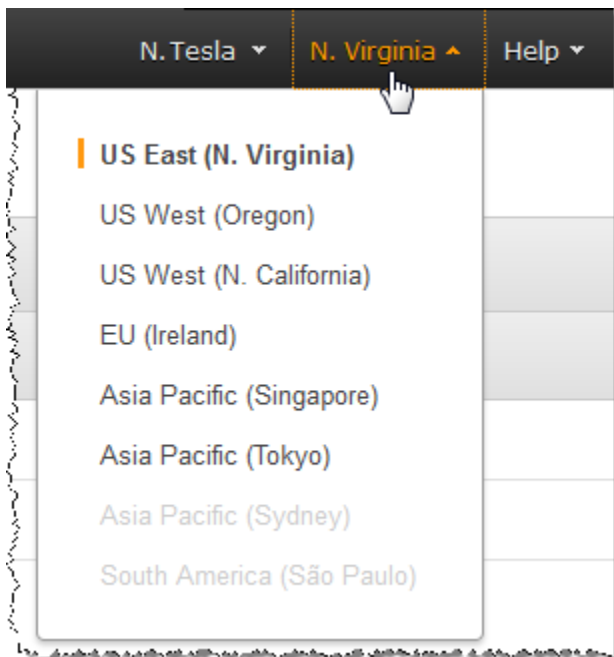 N. Tesla N. Virginia Help
US East (N. Virginia)
US West (Oregon)
US West (N. California)
EU (Ireland)
Asia Pacific (Singapore)
Asia Pacific (Tokyo)
Asia Pacific (Sydney)
South America (São Paulo)